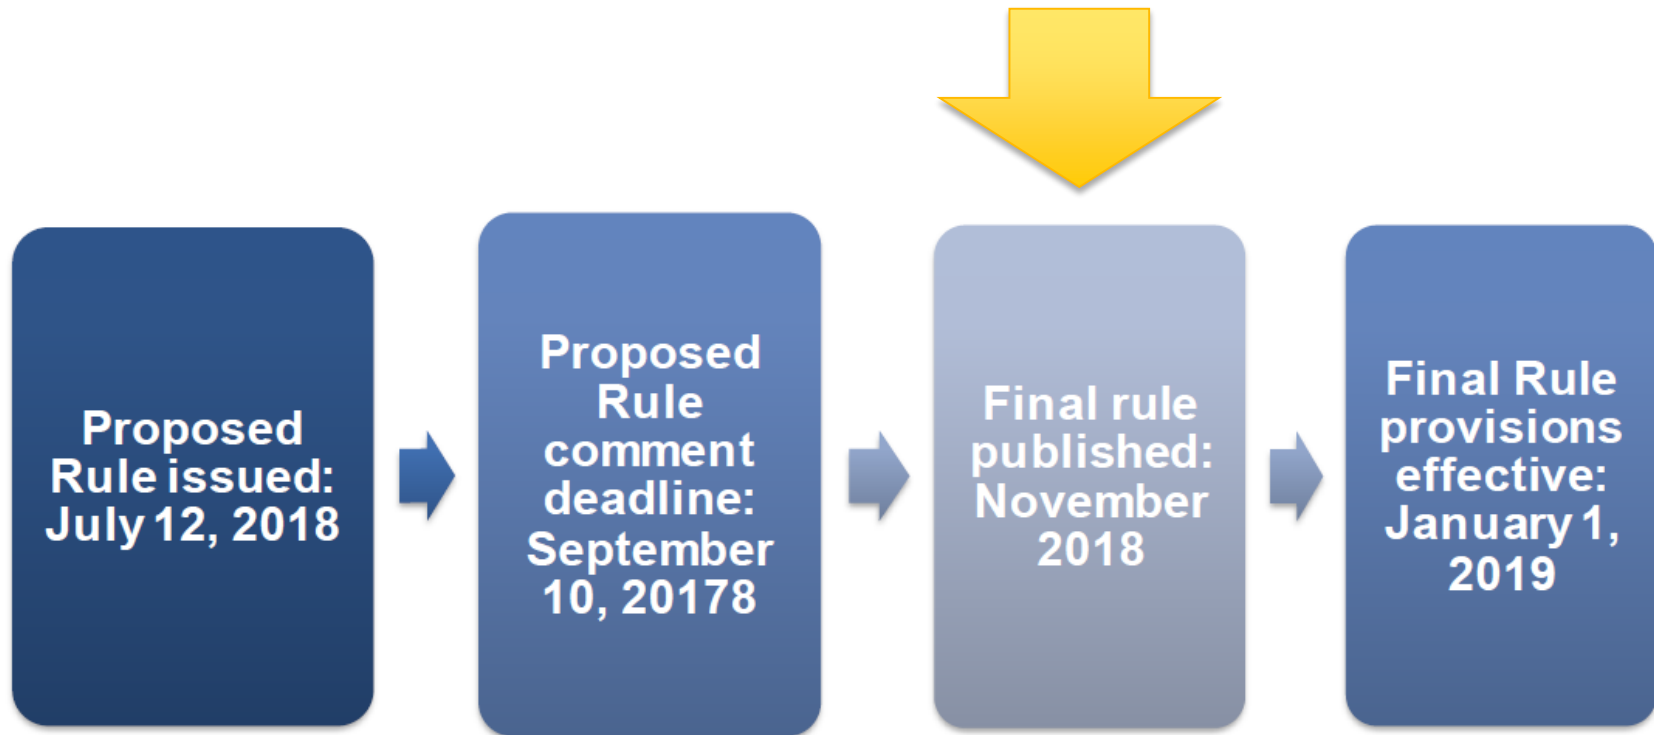 Proposed
Rule issued:
July 12, 2018
Proposed
Rule
comment
deadline:
September
10, 20178
Final rule
published:
November
2018
Final Rule
provisions
effective:
January 1,
2019